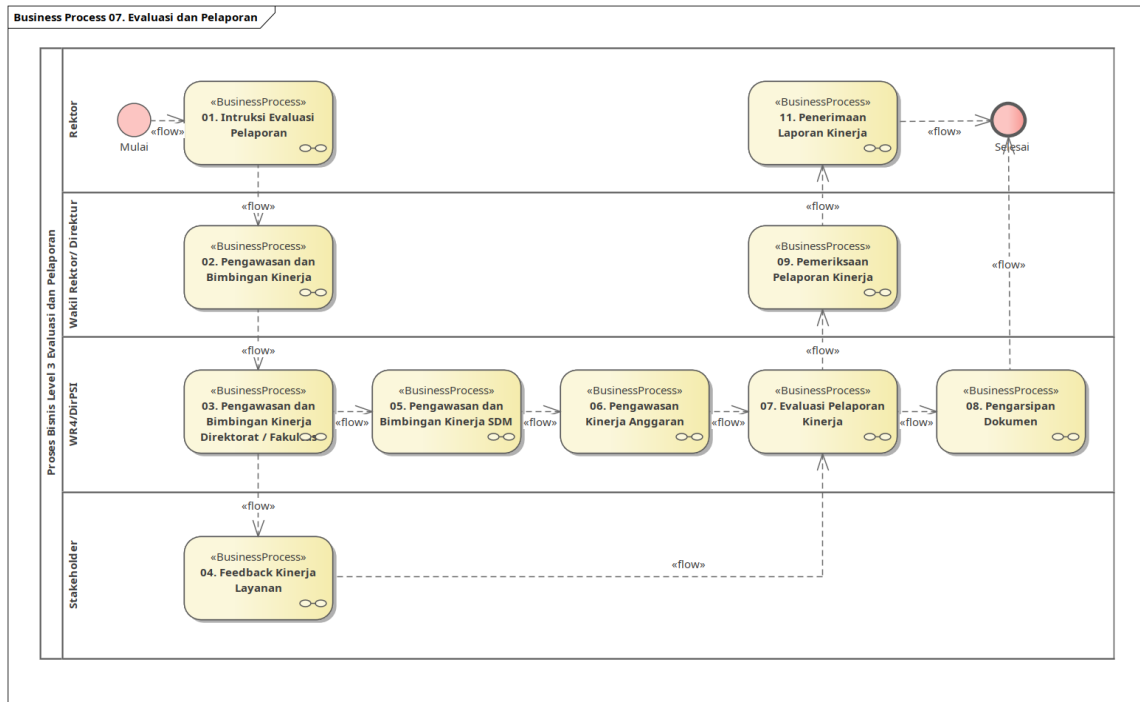 Business Process 07. Evaluasi dan Pelaporan
Proses Bisnis Level 3 Evaluasi dan Pelaporan
Rektor
Mulai
«flow»
«BusinessProcess»
01. Intruksi Evaluasi
Pelaporan
«BusinessProcess»
11. Penerimaan
Laporan Kinerja
«flow»
Selesai
«flow»
«flow»
Wakil Rektor/ Direktur
«BusinessProcess»
02. Pengawasan dan
Bimbingan Kinerja
«BusinessProcess»
09. Pemeriksaan
Pelaporan Kinerja
«flow»
«flow»
«flow»
WR4/DirPSI
«BusinessProcess»
03. Pengawasan dan
Bimbingan Kinerja
Direktorat / Fakultas
«flow»
«BusinessProcess»
05. Pengawasan dan
Bimbingan Kinerja SDM
«flow»
«BusinessProcess»
06. Pengawasan
Kinerja Anggaran
«flow»
«BusinessProcess»
07. Evaluasi Pelaporan
Kinerja
«flow»
«BusinessProcess»
08. Pengarsipan
Dokumen
«flow»
Stakeholder
«BusinessProcess»
04. Feedback Kinerja
Layanan
«flow»